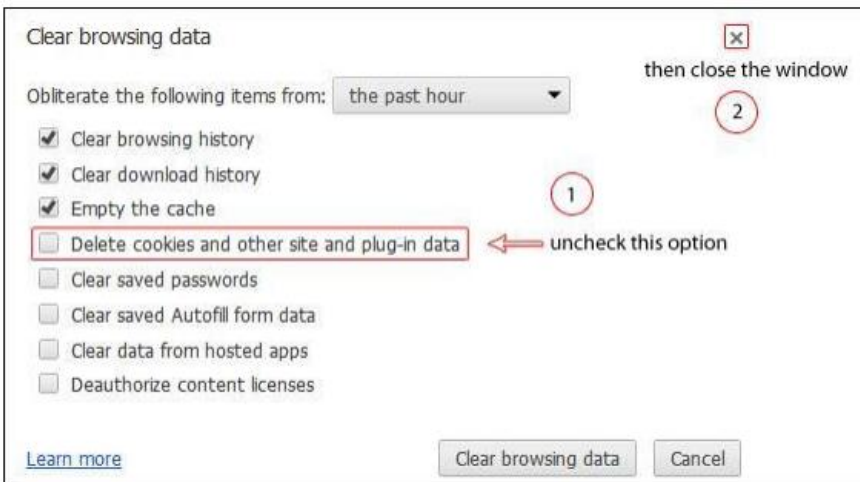 Clear browsing data
then close the window
2
Obliterate the following items from: the past hour
Clear browsing history
Clear download history
1
Empty the cache
Delete cookies and other site and plug-in data
uncheck this option
Clear saved passwords
Clear saved Autofill form data
Clear data from hosted apps
Deauthorize content licenses
Learn more
Clear browsing data
Cancel